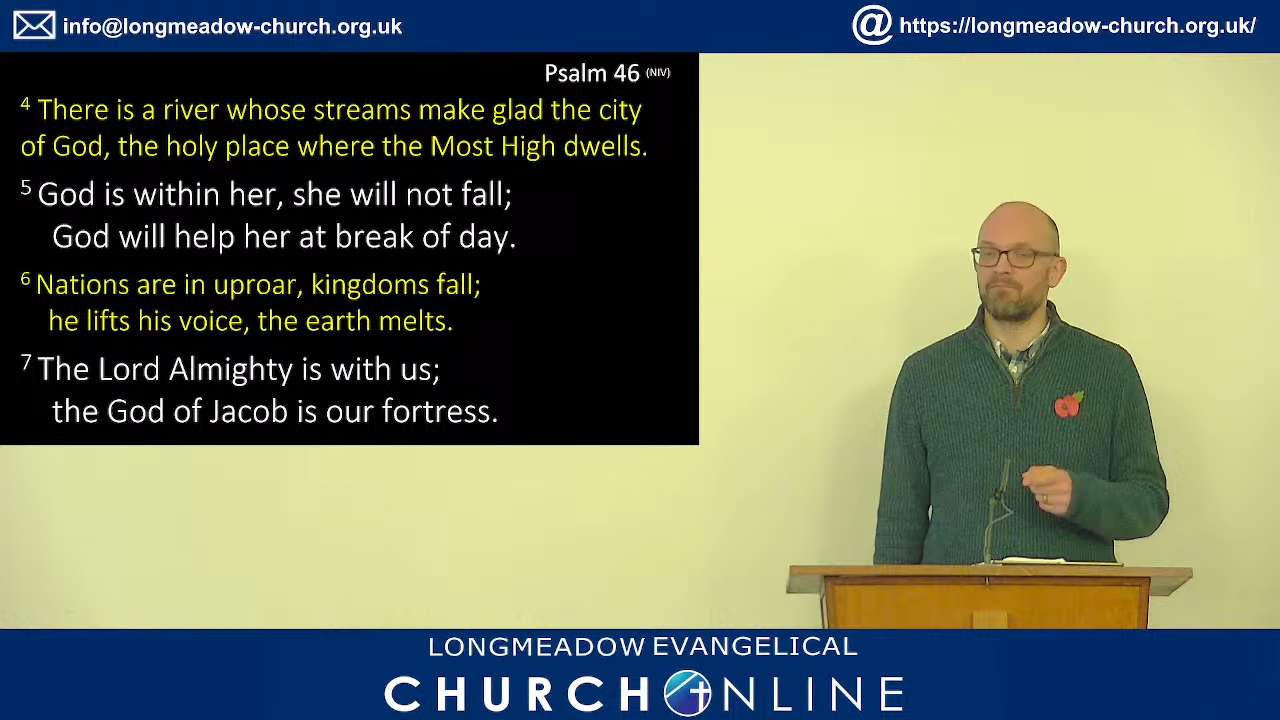 info@longmeadow-church.org.uk
https://longmeadow-church.org.uk/
Psalm 46 (NIV)
4 There is a river whose streams make glad the city
of God, the holy place where the Most High dwells.
5 God is within her, she will not fall;
God will help her at break of day.
6 Nations are in uproar, kingdoms fall;
he lifts his voice, the earth melts.
7 The Lord Almighty is with us;
the God of Jacob is our fortress.
LONGMEADOW EVANGELICAL
CHURCH ONLINE